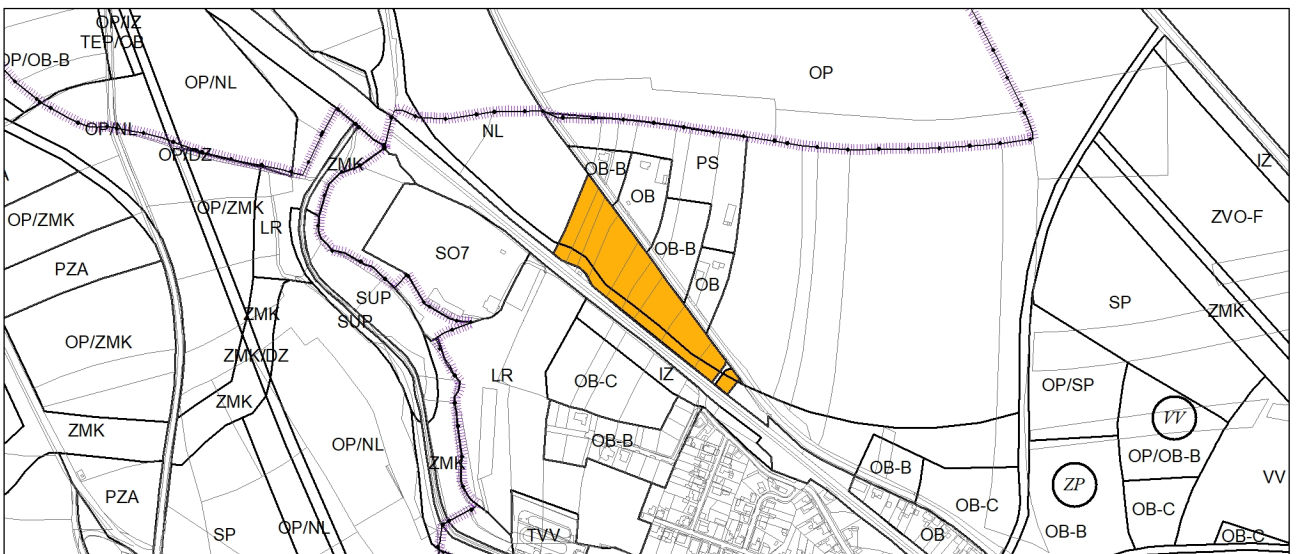 OP/IZ
TEP/OB
OP/OB-B
OP/NL
OP
OP/NL
NL
OP/DZ
ZMK
OB-B
PS
IZ
OB
OP/ZMK
OP/ZMK
ZVO-F
LR
OB-B
SO7
PZA
OB
SUP
SP
SUP
ZMK
OP/ZMK
ZMK/DZ
LR
IZ
OB-C
OP/SP
ZMK
VV
ZMK
OB-B
OP/NL
OP/OB-B
ZMK
OB-B
VV
ZP
PZA
OB-C
OB-C
OP/NL
SP
TVV
OB
OB-B
OB-C